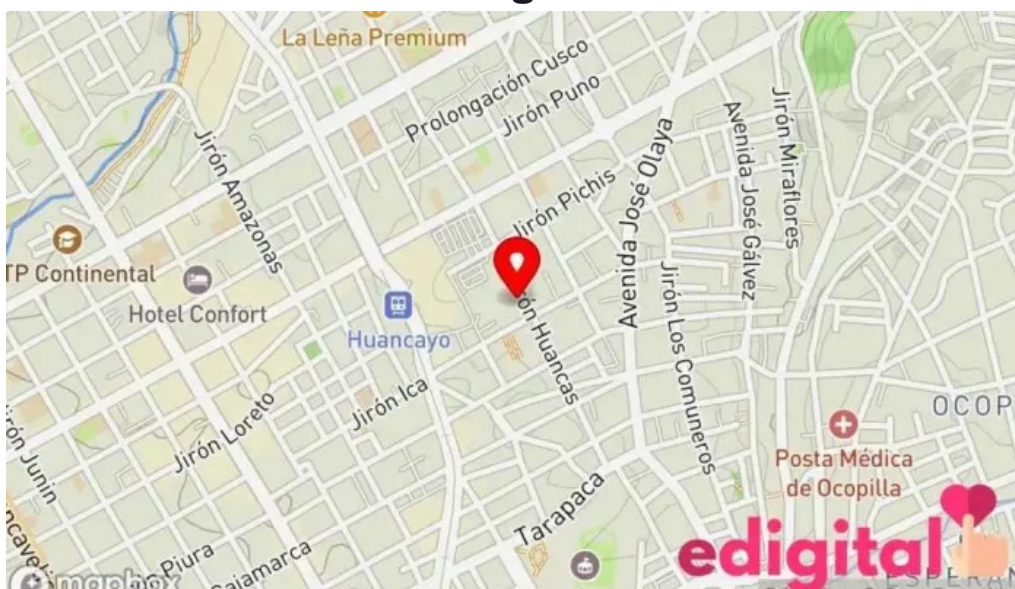 La Leña Premium
Prolongación Cusco
Jirón Puno
Jirón Amazonas
Jirón Pichis
Avenida José Olaya
Avenida José Gálvez
Jirón Miraflores
TP Continental
Hotel Confort
Huancayo
Jirón Huancas
Jirón Los Comuneros
Jirón Ica
Jirón Loreto
OCOP
Jirón Junín
Posta Médica
de Ocopilla
Tarapaca
Piura
Cajamarca
mapbox
edigital
ESPERAN